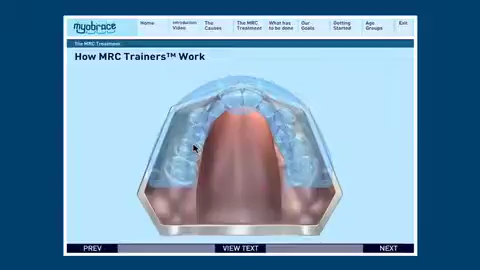 myobrace
Home
Introduction Video
The Causes
The MRC Treatment
What has to be done
Our Goals
Getting Started
Age Groups
Exit
The MRC Treatment
How MRC Trainers™ Work
PREV
VIEW TEXT
NEXT